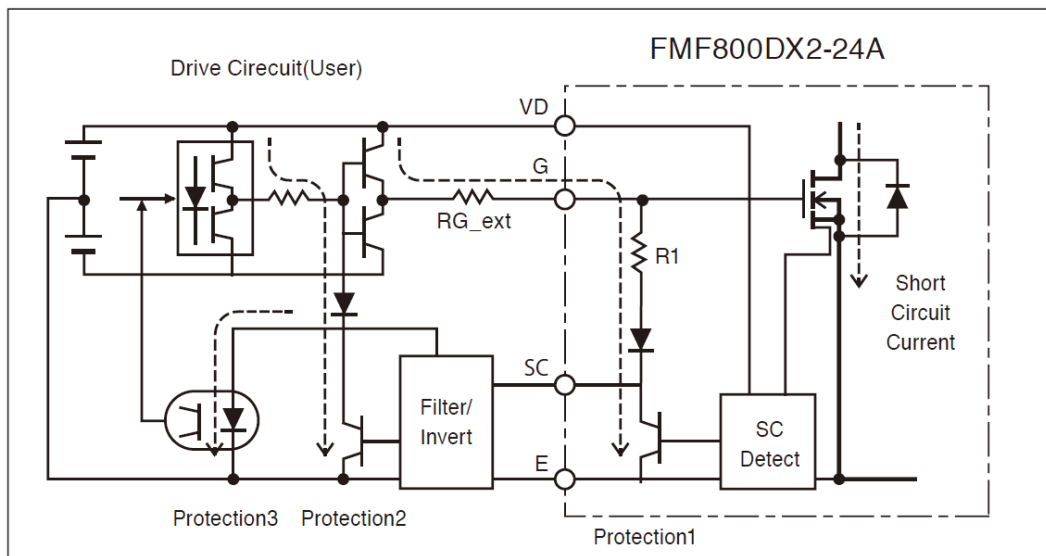 FMF800DX2-24A
Drive Cirecuit(User)
VD
G
RG_ext
R1
Short
Circuit
Current
SC
Filter/
Invert
SC
Detect
E
Protection3
Protection2
Protection1